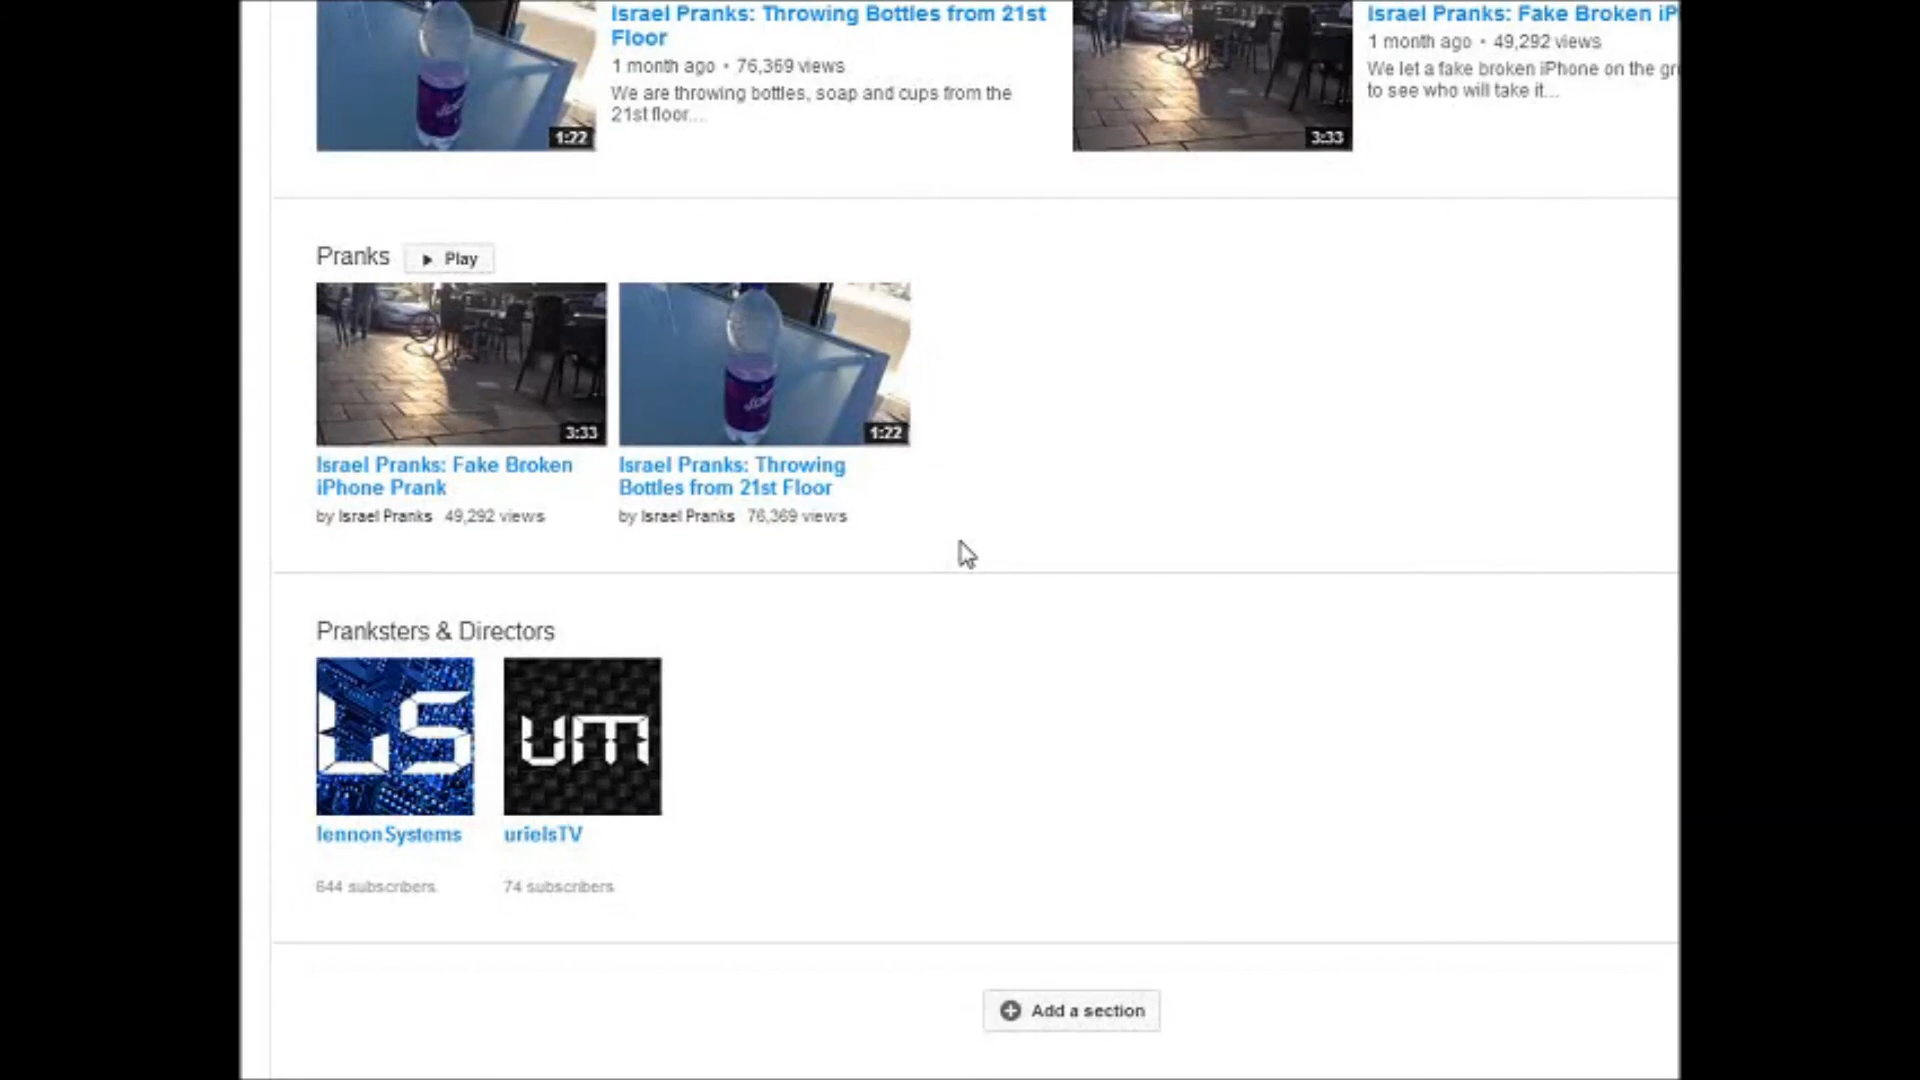 Israel Pranks: Throwing Bottles from 21st
Floor
1 month ago • 76,369 views
We are throwing bottles, soap and cups from the
21st floor...
1:22
Israel Pranks: Fake Broken iP
1 month ago • 49,292 views
We let a fake broken iPhone on the gr
to see who will take it...
3:33
Pranks
Play
3:33
1:22
Israel Pranks: Fake Broken
iPhone Prank
by Israel Pranks 49,292 views
Israel Pranks: Throwing
Bottles from 21st Floor
by Israel Pranks 76,369 views
Pranksters & Directors
LS
um
lennonSystems
urielsTV
644 subscribers
74 subscribers
Add a section